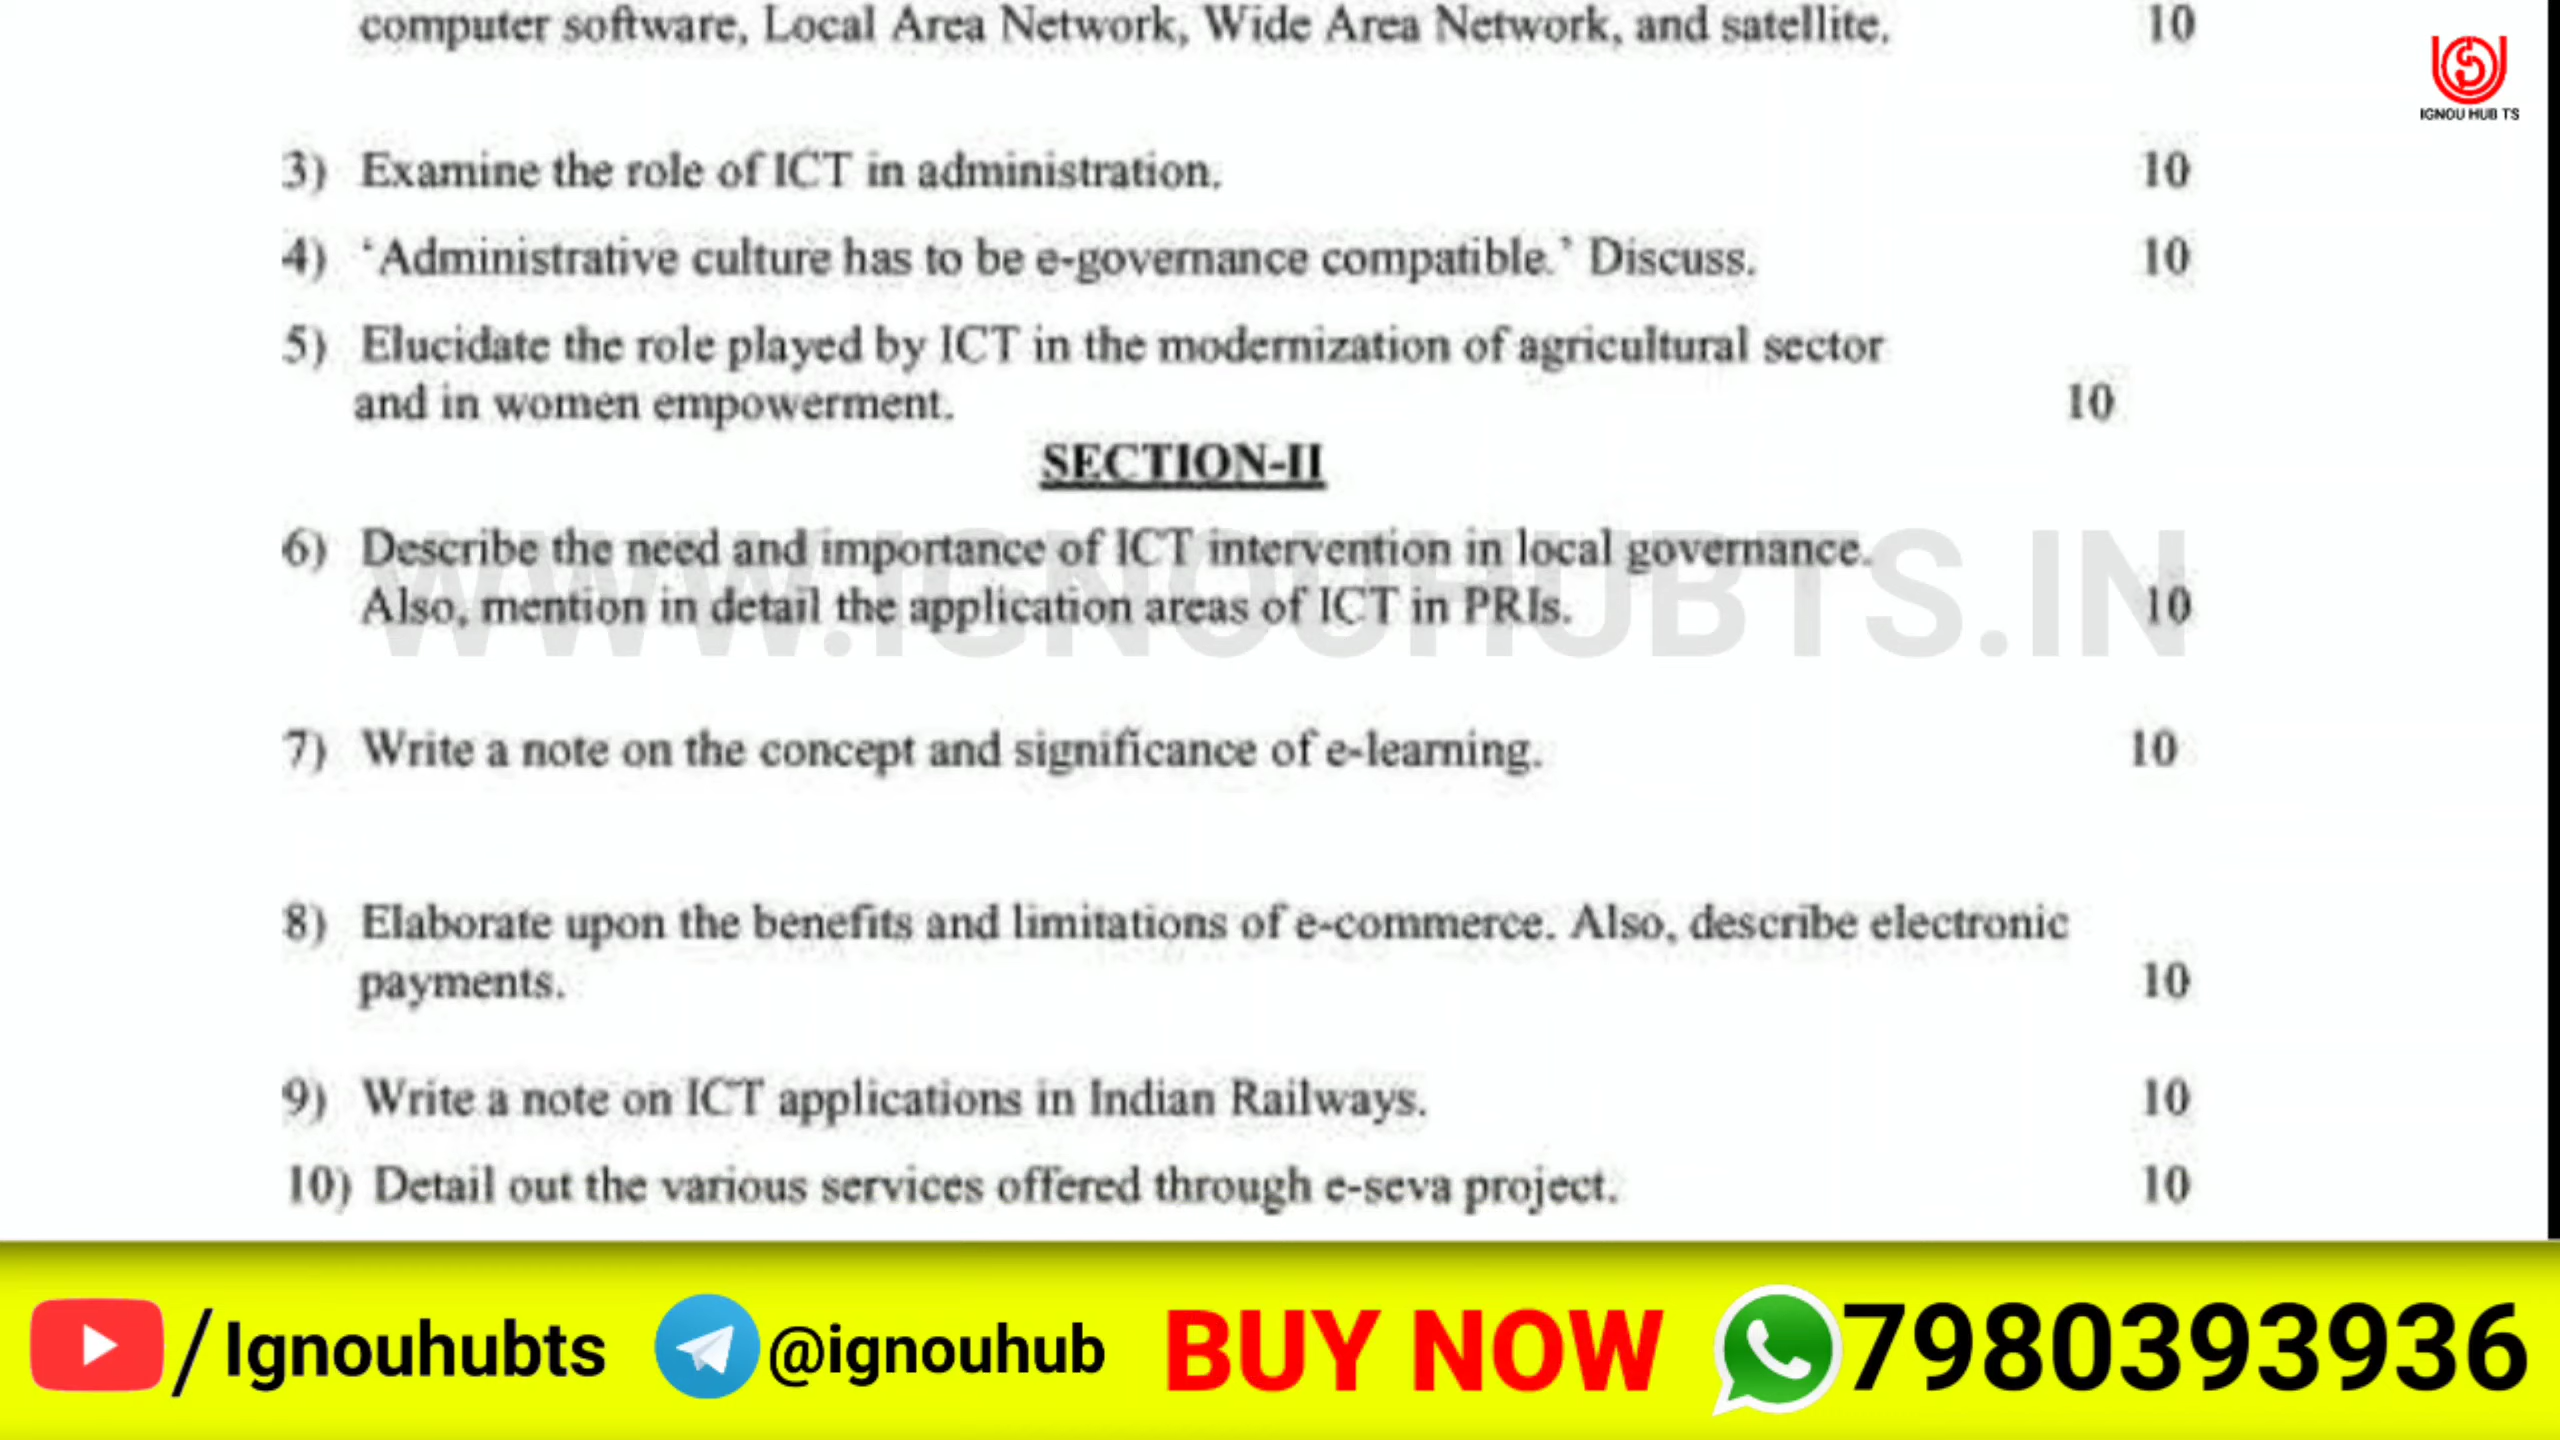 computer software, Local Area Network, Wide Area Network, and satellite. 10
IGNOU HUB TS
3) Examine the role of ICT in administration. 10
4) ‘Administrative culture has to be e-governance compatible.’ Discuss. 10
5) Elucidate the role played by ICT in the modernization of agricultural sector
and in women empowerment. 10
SECTION-II
6) Describe the need and importance of ICT intervention in local governance.
Also, mention in detail the application areas of ICT in PRIs. 10
WWW.IGNOUHUBTS.IN
7) Write a note on the concept and significance of e-learning. 10
8) Elaborate upon the benefits and limitations of e-commerce. Also, describe electronic
payments. 10
9) Write a note on ICT applications in Indian Railways. 10
10) Detail out the various services offered through e-seva project. 10
/Ignouhubts @ignouhub BUY NOW 7980393936